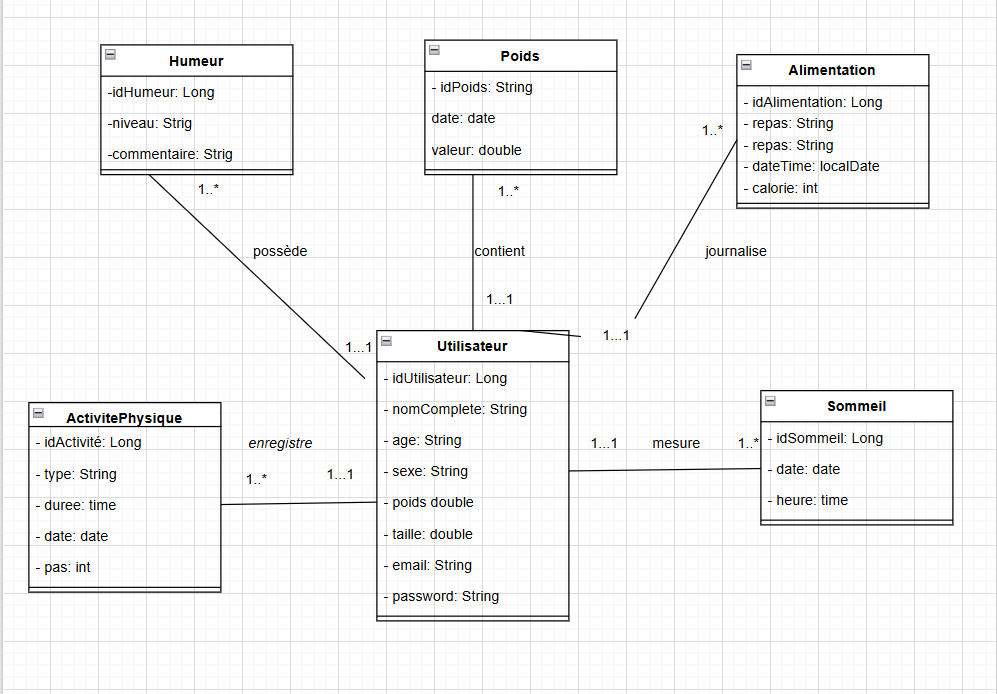 Humeur
-idHumeur: Long
-niveau: Strig
-commentaire: Strig
Poids
- idPoids: String
date: date
valeur: double
Alimentation
- idAlimentation: Long
- repas: String
- repas: String
- dateTime: localDate
- calorie: int
1..*
1..*
1..*
possède
contient
journalise
1...1
1...1
1...1
Utilisateur
- idUtilisateur: Long
- nomComplete: String
- age: String
- sexe: String
- poids double
- taille: double
- email: String
- password: String
ActivitePhysique
- idActivité: Long
- type: String
- duree: time
- date: date
- pas: int
enregistre
1..*
1...1
1...1
mesure
1..*
Sommeil
- idSommeil: Long
- date: date
- heure: time